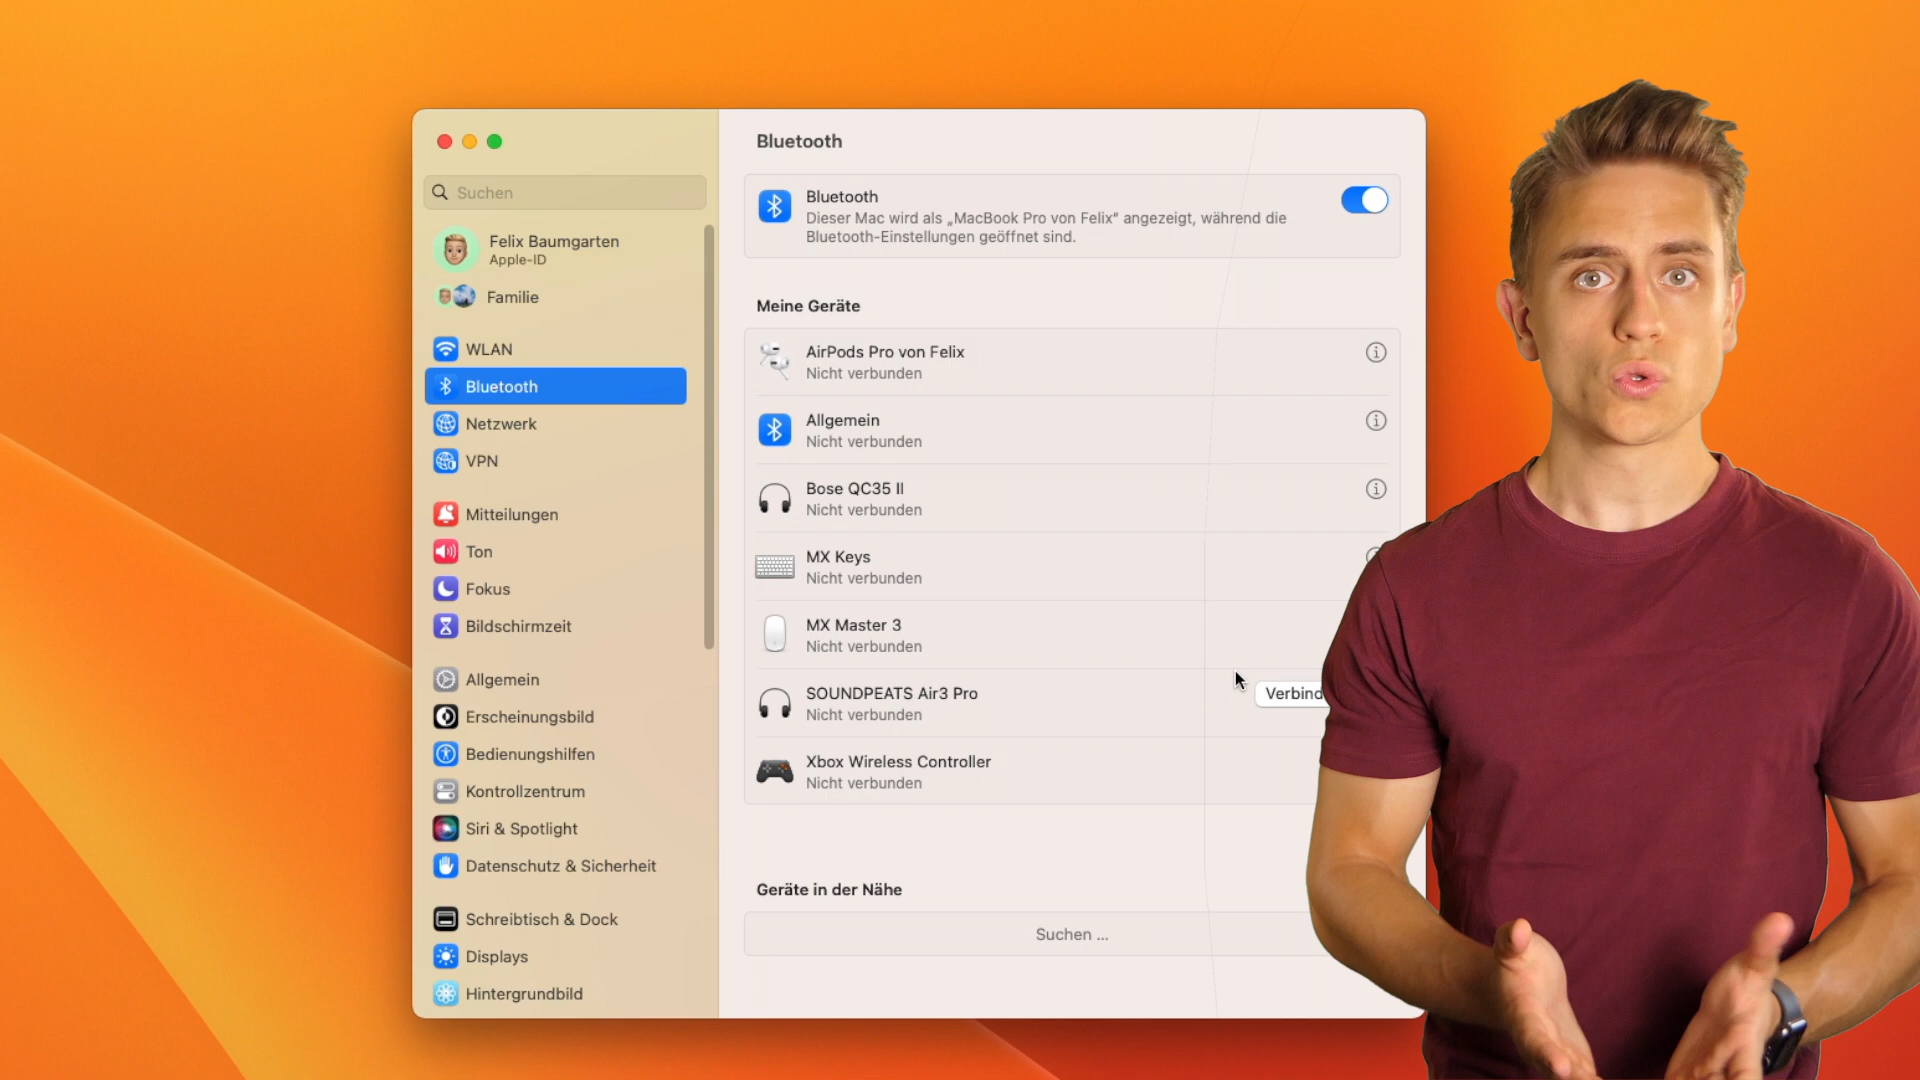 Suchen
Felix Baumgarten
Apple-ID
Familie
WLAN
Bluetooth
Netzwerk
VPN
Mitteilungen
Ton
Fokus
Bildschirmzeit
Allgemein
Erscheinungsbild
Bedienungshilfen
Kontrollzentrum
Siri & Spotlight
Datenschutz & Sicherheit
Schreibtisch & Dock
Displays
Hintergrundbild
Bluetooth
Bluetooth
Dieser Mac wird als „MacBook Pro von Felix“ angezeigt, während die
Bluetooth-Einstellungen geöffnet sind.
Meine Geräte
AirPods Pro von Felix
Nicht verbunden
Allgemein
Nicht verbunden
Bose QC35 II
Nicht verbunden
MX Keys
Nicht verbunden
MX Master 3
Nicht verbunden
SOUNDPEATS Air3 Pro
Nicht verbunden
Verbind
Xbox Wireless Controller
Nicht verbunden
Geräte in der Nähe
Suchen ...